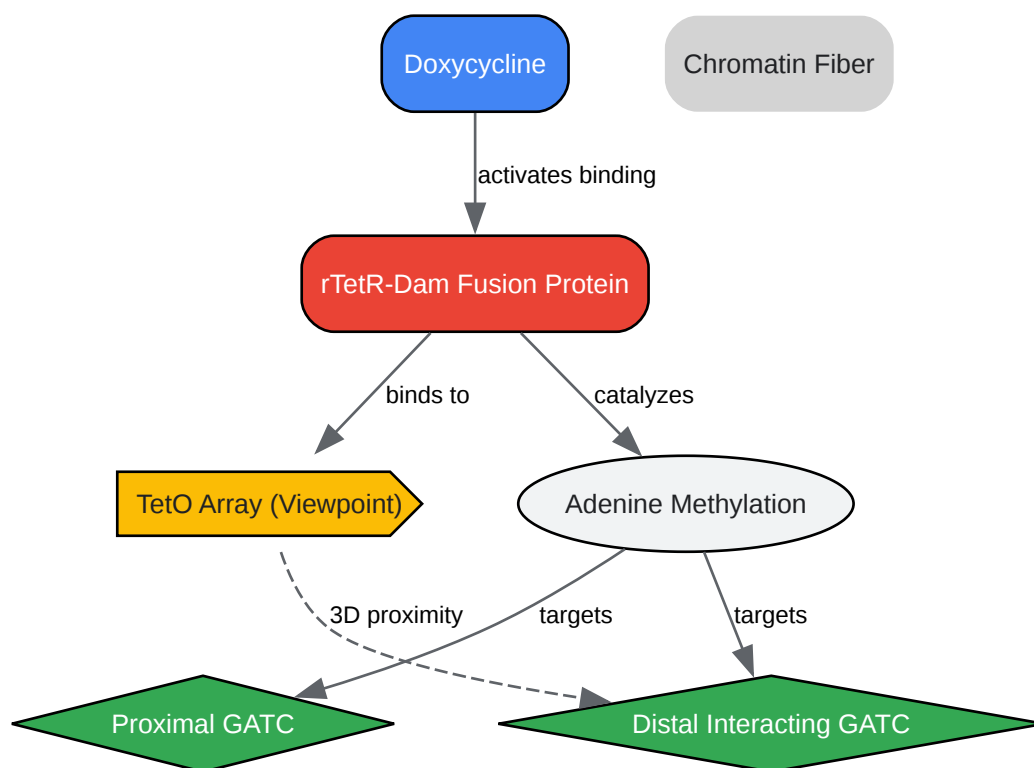 Doxycycline
Chromatin Fiber
activates binding
rTetR-Dam Fusion Protein
binds to
catalyzes
TetO Array (Viewpoint)
Adenine Methylation
3D proximity
targets
targets
Proximal GATC
Distal Interacting GATC